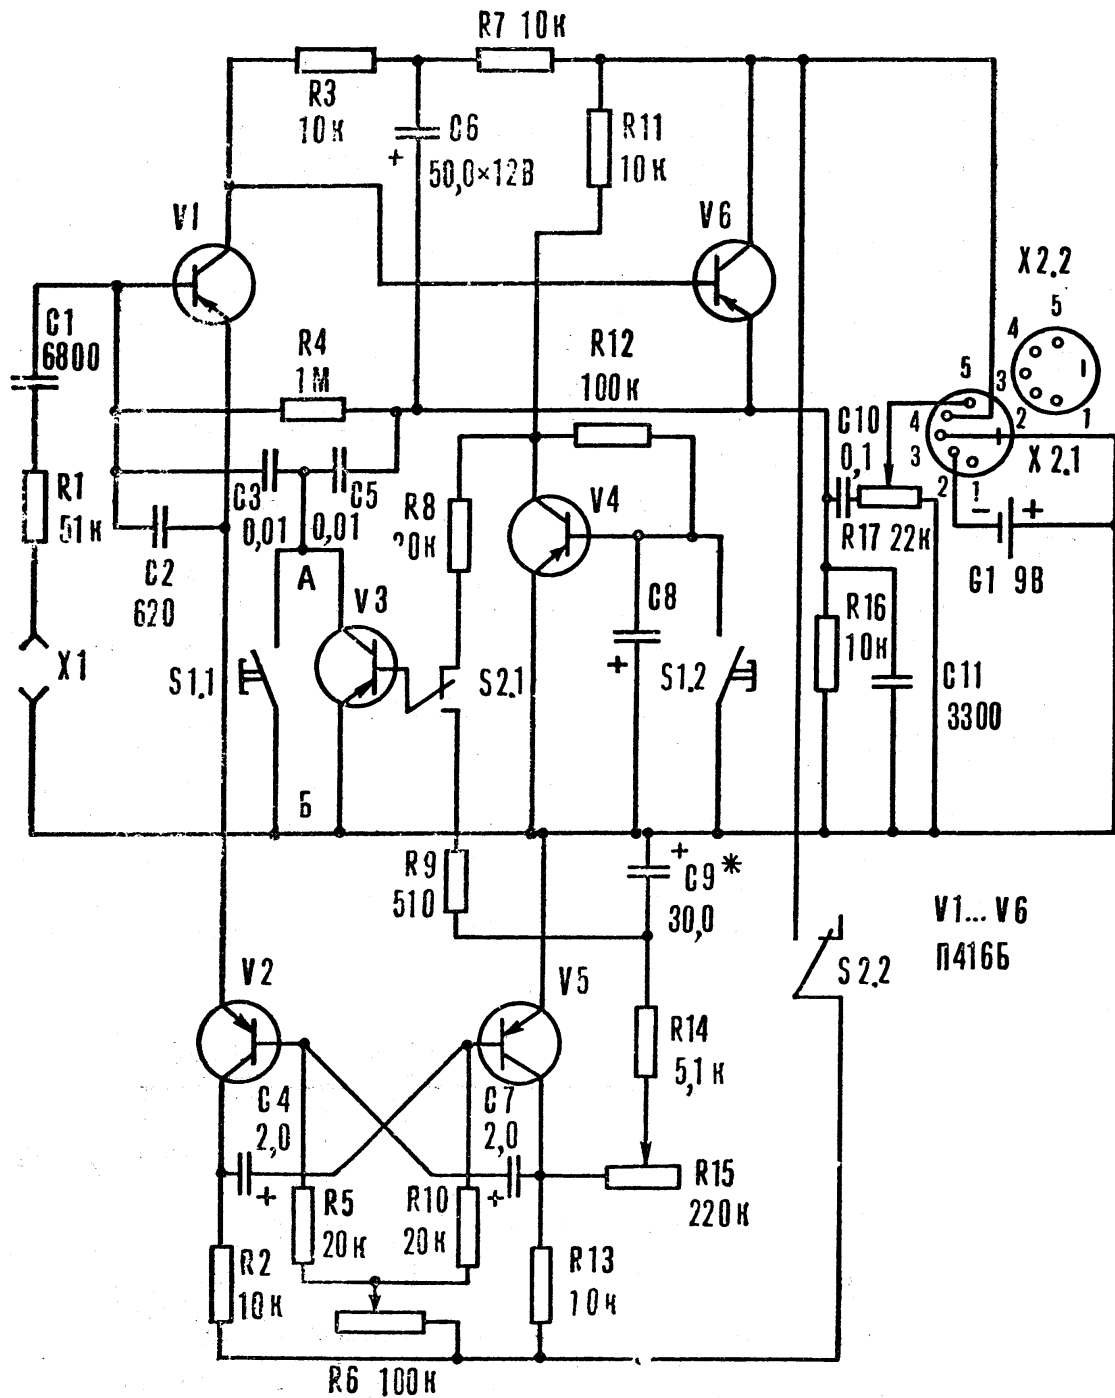 R7 10к
R3
10к
C6
+
50,0×12В
R11
10к
V1
V6
X2.2
5
4
C1
6800
R4
1М
R12
100к
5
3
4
2
1
C10
0,1
3
X2.1
2
1
R1
51к
C3
0,01
C5
0,01
R8
V4
R17 22к
− +
G1 9В
C2
620
А
V3
C8
+
R16
10к
X1
S1.1
S2.1
S1.2
C11
3300
Б
R9
510
+
C9*
30,0
V1... V6
П416Б
V2
V5
S2.2
R14
5,1к
C4
2,0
+
C7
2,0
+
R5
20к
R10
20к
R15
220к
R2
10к
R13
10к
R6 100к